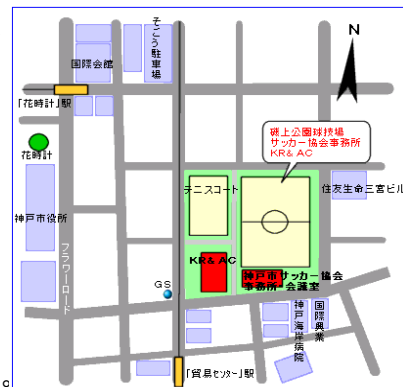 そごう駐車場
国際会館
N
「花時計」駅
磯上公園球技場
サッカー協会事務所
KR& AC
花時計
テニスコート
住友生命三宮ビル
神戸市役所
フラワーロード
KR& AC
神戸市サッカー協会
事務所 会議室
GS
神戸海岸病院
国際興業
「貿易センター」駅